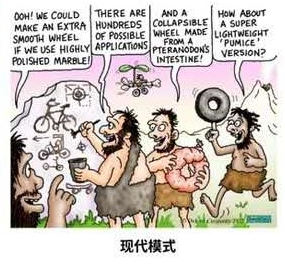 OOH! WE COULD
MAKE AN EXTRA
SMOOTH WHEEL
IF WE USE HIGHLY
POLISHED MARBLE!
THERE ARE
HUNDREDS
OF POSSIBLE
APPLICATIONS
AND A
COLLAPSIBLE
WHEEL MADE
FROM A
PTERANODON'S
INTESTINE!
HOW ABOUT
A SUPER
LIGHTWEIGHT
'PUMICE'
VERSION?
现代模式